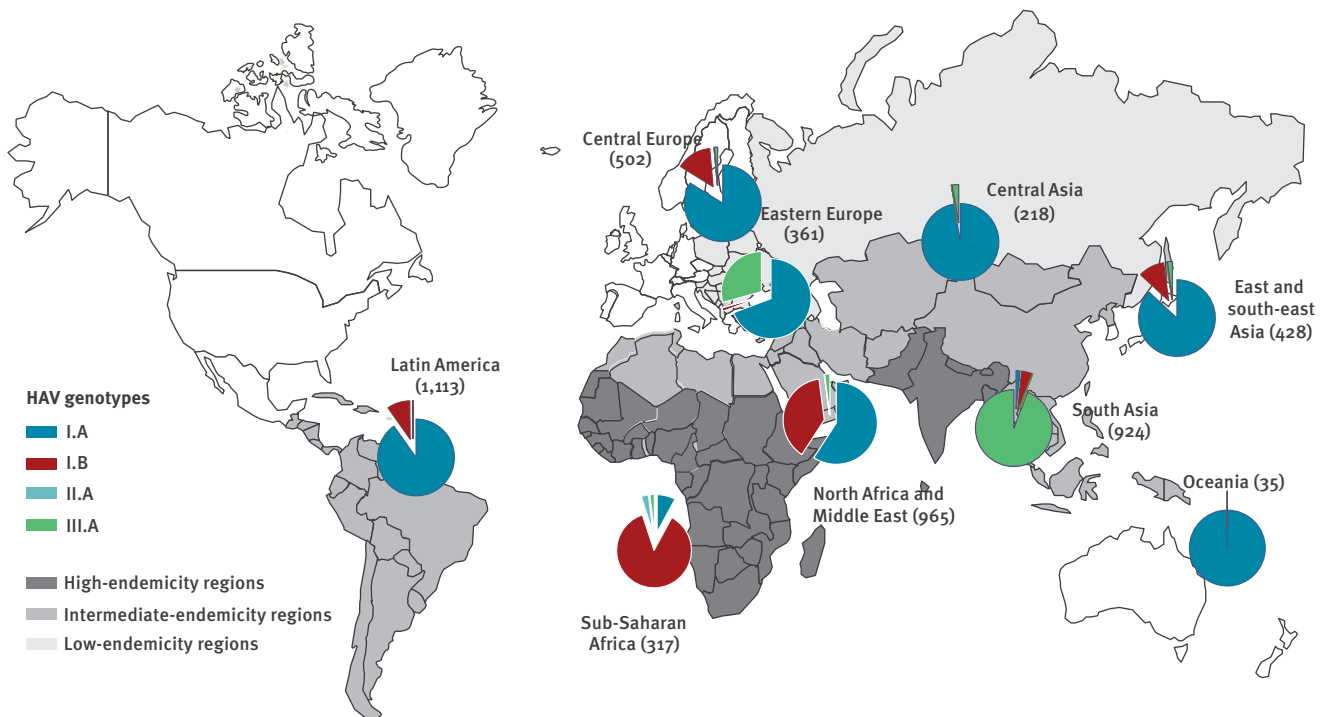 Central Europe
(502)
Eastern Europe
(361)
Central Asia
(218)
East and
south-east
Asia (428)
Latin America
(1,113)
South Asia
(924)
Oceania (35)
North Africa and
Middle East (965)
Sub-Saharan
Africa (317)
HAV genotypes
I.A
I.B
II.A
III.A
High-endemicity regions
Intermediate-endemicity regions
Low-endemicity regions